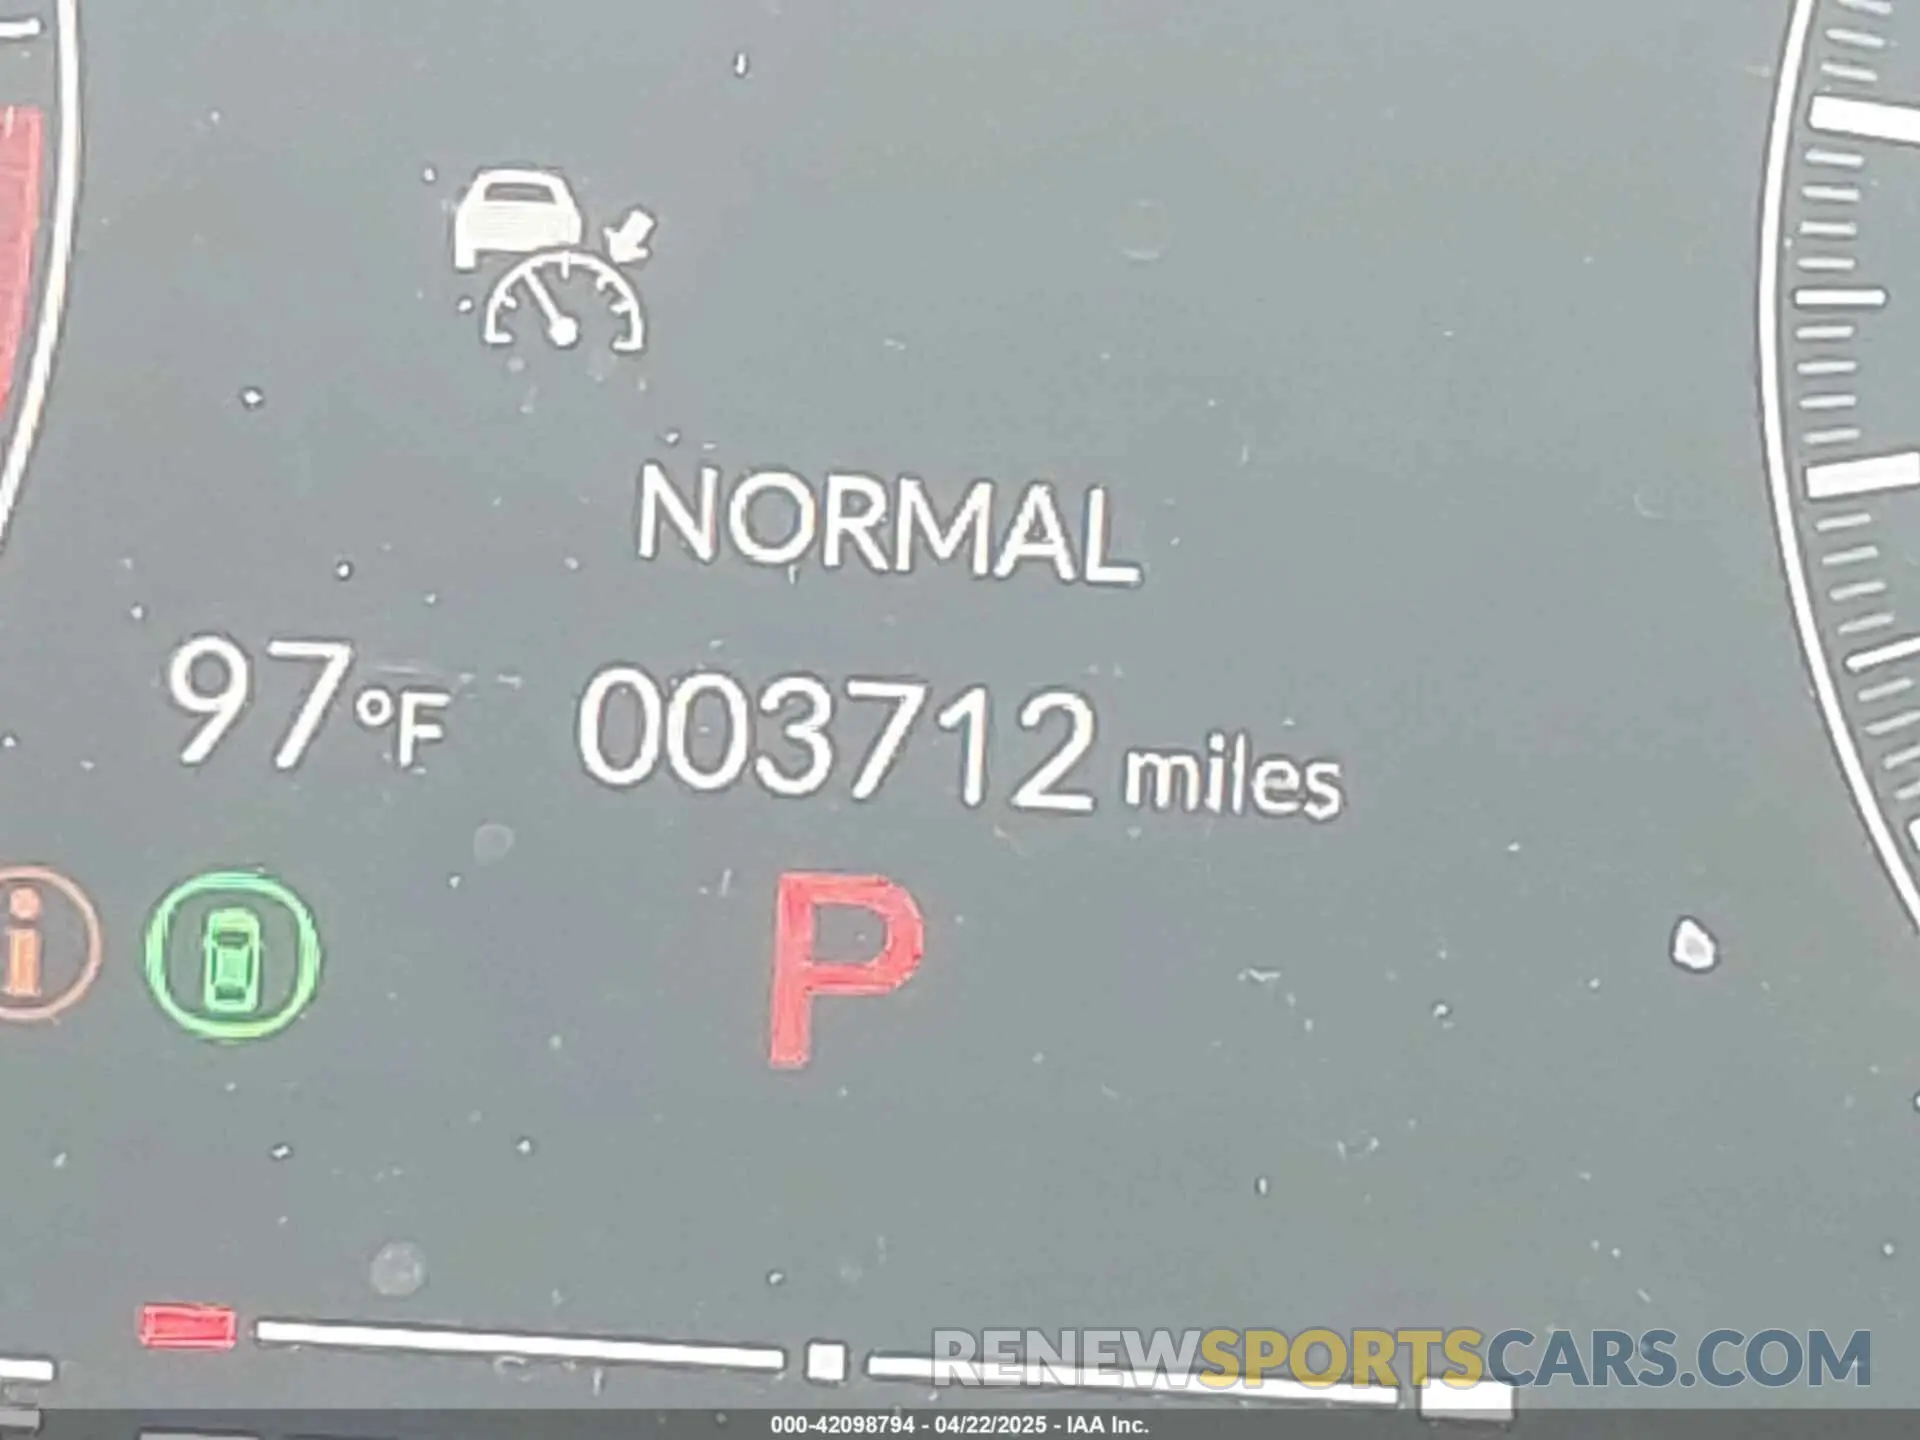 NORMAL
97°F 003712 miles
i
P
RENEWSPORTSCARS.COM
000-42098794 - 04/22/2025 - IAA Inc.